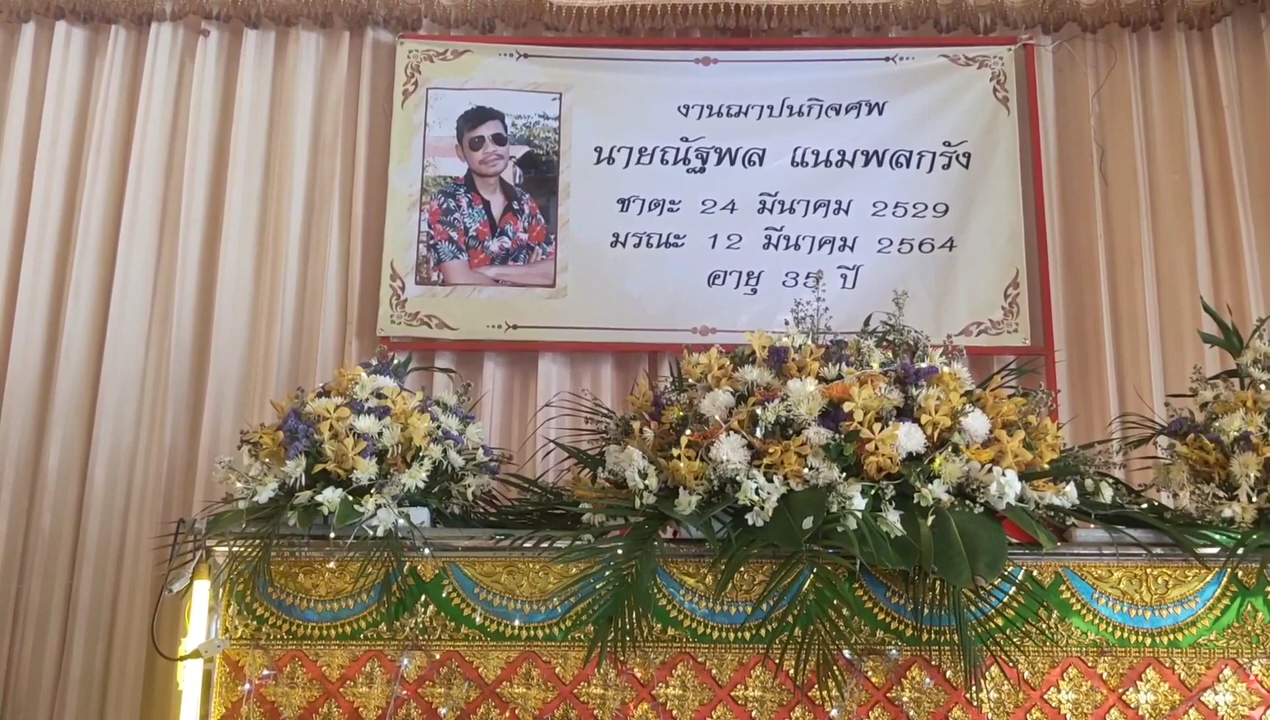 งานฌาปนกิจศพ
นายณัฐพล แนมพลกรัง
ชาตะ 24 มีนาคม 2529
มรณะ 12 มีนาคม 2564
อายุ 35 ปี